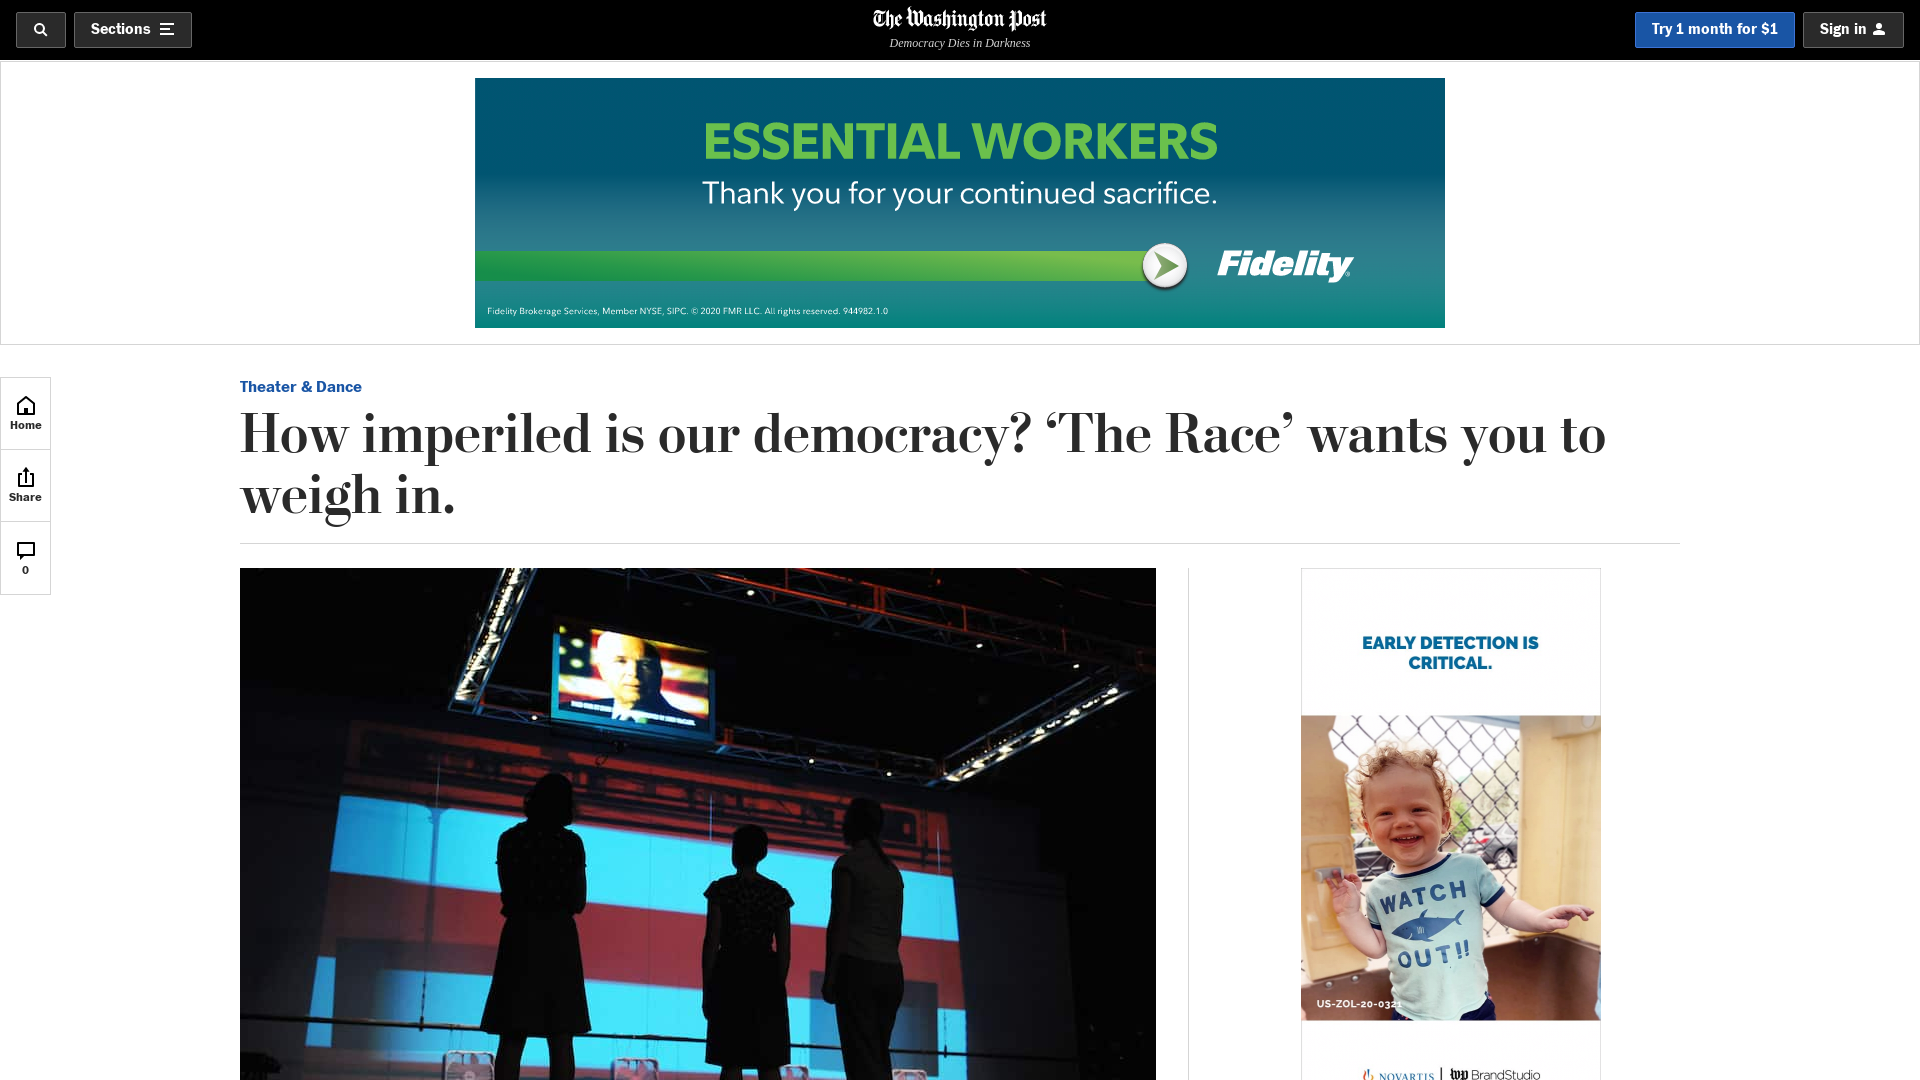 Sections
The Washington Post
Democracy Dies in Darkness
Try 1 month for $1
Sign in
ESSENTIAL WORKERS
Thank you for your continued sacrifice.
Fidelity
Fidelity Brokerage Services, Member NYSE, SIPC. © 2020 FMR LLC. All rights reserved. 944982.1.0
Home
Share
0
Theater & Dance
How imperiled is our democracy? ‘The Race’ wants you to
weigh in.
EARLY DETECTION IS
CRITICAL.
WATCH
OUT!!
US-ZOL-20-0321
NOVARTIS | WP BrandStudio